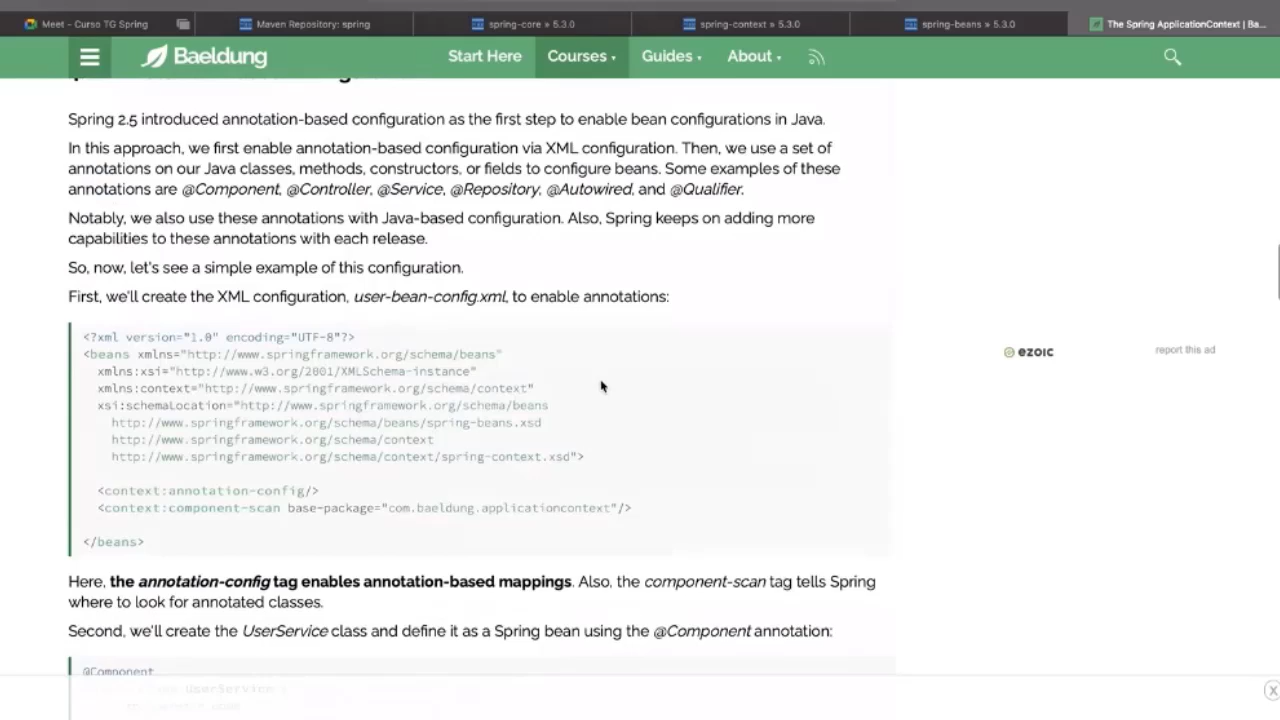 Meet - Curso TG Spring
Maven Repository: spring
spring-core » 5.3.0
spring-context » 5.3.0
spring-beans » 5.3.0
The Spring ApplicationContext | Ba...
Baeldung
Start Here
Courses
Guides
About
Spring 2.5 introduced annotation-based configuration as the first step to enable bean configurations in Java.
In this approach, we first enable annotation-based configuration via XML configuration. Then, we use a set of
annotations on our Java classes, methods, constructors, or fields to configure beans. Some examples of these
annotations are @Component, @Controller, @Service, @Repository, @Autowired, and @Qualifier.
Notably, we also use these annotations with Java-based configuration. Also, Spring keeps on adding more
capabilities to these annotations with each release.
So, now, let's see a simple example of this configuration.
First, we'll create the XML configuration, user-bean-config.xml, to enable annotations:
<?xml version="1.0" encoding="UTF-8"?>
<beans xmlns="http://www.springframework.org/schema/beans"
xmlns:xsi="http://www.w3.org/2001/XMLSchema-instance"
xmlns:context="http://www.springframework.org/schema/context"
xsi:schemaLocation="http://www.springframework.org/schema/beans
http://www.springframework.org/schema/beans/spring-beans.xsd
http://www.springframework.org/schema/context
http://www.springframework.org/schema/context/spring-context.xsd">
<context:annotation-config/>
<context:component-scan base-package="com.baeldung.applicationcontext"/>
</beans>
ezoic
report this ad
Here, the annotation-config tag enables annotation-based mappings. Also, the component-scan tag tells Spring
where to look for annotated classes.
Second, we'll create the UserService class and define it as a Spring bean using the @Component annotation:
@Component
UserService